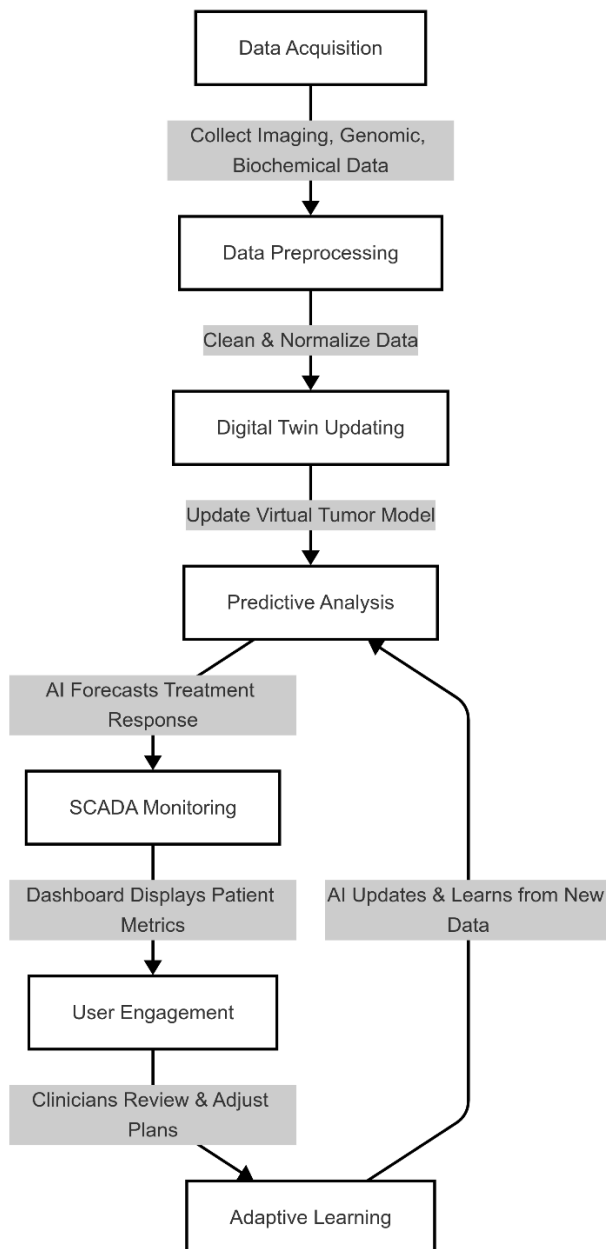 Data Acquisition
Collect Imaging, Genomic,
Biochemical Data
Data Preprocessing
Clean & Normalize Data
Digital Twin Updating
Update Virtual Tumor Model
Predictive Analysis
AI Forecasts Treatment
Response
SCADA Monitoring
Dashboard Displays Patient
Metrics
AI Updates & Learns from New
Data
User Engagement
Clinicians Review & Adjust
Plans
Adaptive Learning